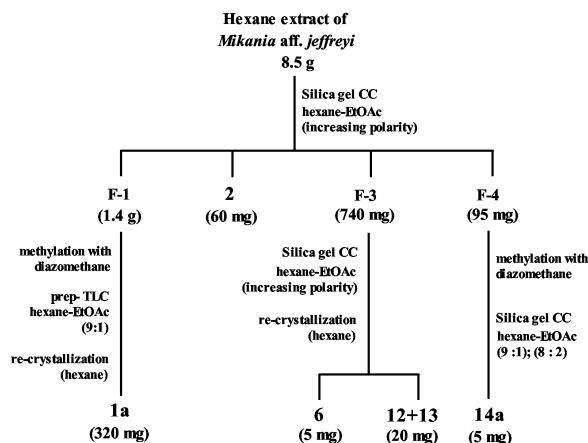 Hexane extract of
Mikania aff. jeffreyi
8.5 g
Silica gel CC
hexane-EtOAc
(increasing polarity)
F-1
(1.4 g)
2
(60 mg)
F-3
(740 mg)
F-4
(95 mg)
methylation with
diazomethane
prep- TLC
hexane-EtOAc
(9:1)
re-crystallization
(hexane)
1a
(320 mg)
Silica gel CC
hexane-EtOAc
(increasing polarity)
re-crystallization
(hexane)
6
(5 mg)
12+13
(20 mg)
methylation with
diazomethane
Silica gel CC
hexane-EtOAc
(9 :1); (8 : 2)
14a
(5 mg)